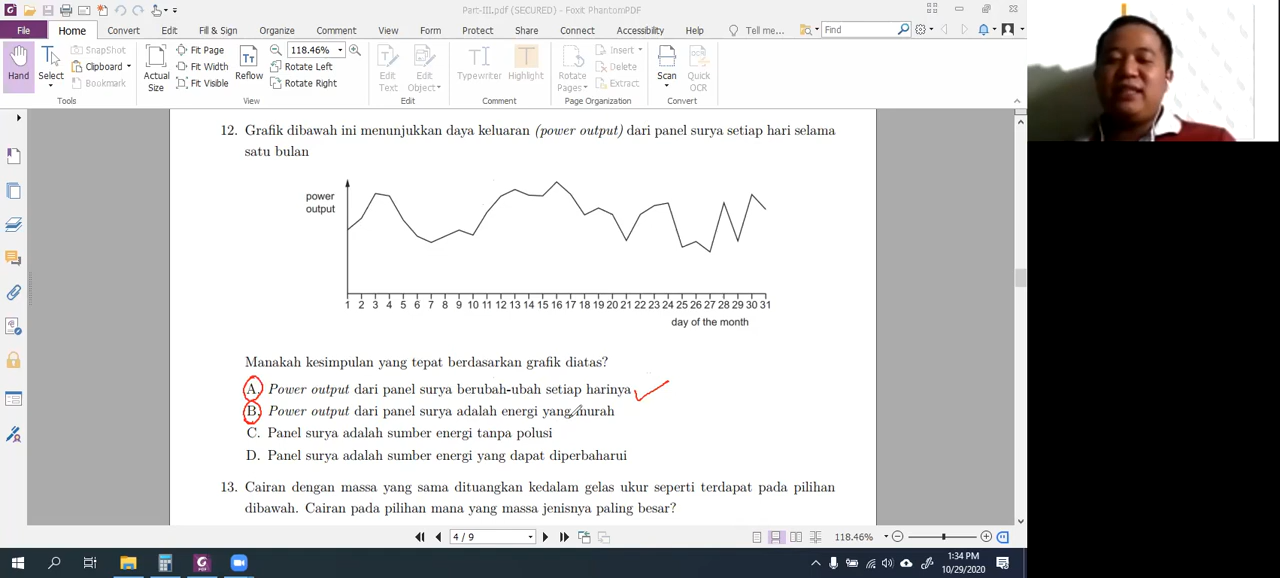 Part-III.pdf (SECURED) - Foxit PhantomPDF
File Home Convert Edit Fill & Sign Organize Comment View Form Protect Share Connect Accessibility Help Tell me... Find
Hand
Select
SnapShot
Clipboard
Bookmark
Tools
Actual Size
Fit Page
Fit Width
Fit Visible
Reflow
118.46%
Rotate Left
Rotate Right
View
Edit Text
Edit Object
Edit
Typewriter
Highlight
Comment
Rotate Pages
Insert
Delete
Extract
Page Organization
Scan
Quick OCR
Convert
12. Grafik dibawah ini menunjukkan daya keluaran (power output) dari panel surya setiap hari selama
satu bulan
power
output
1 2 3 4 5 6 7 8 9 10 11 12 13 14 15 16 17 18 19 20 21 22 23 24 25 26 27 28 29 30 31
day of the month
Manakah kesimpulan yang tepat berdasarkan grafik diatas?
A. Power output dari panel surya berubah-ubah setiap harinya
B. Power output dari panel surya adalah energi yang murah
C. Panel surya adalah sumber energi tanpa polusi
D. Panel surya adalah sumber energi yang dapat diperbaharui
13. Cairan dengan massa yang sama dituangkan kedalam gelas ukur seperti terdapat pada pilihan
dibawah. Cairan pada pilihan mana yang massa jenisnya paling besar?
4 / 9
118.46%
1:34 PM
10/29/2020